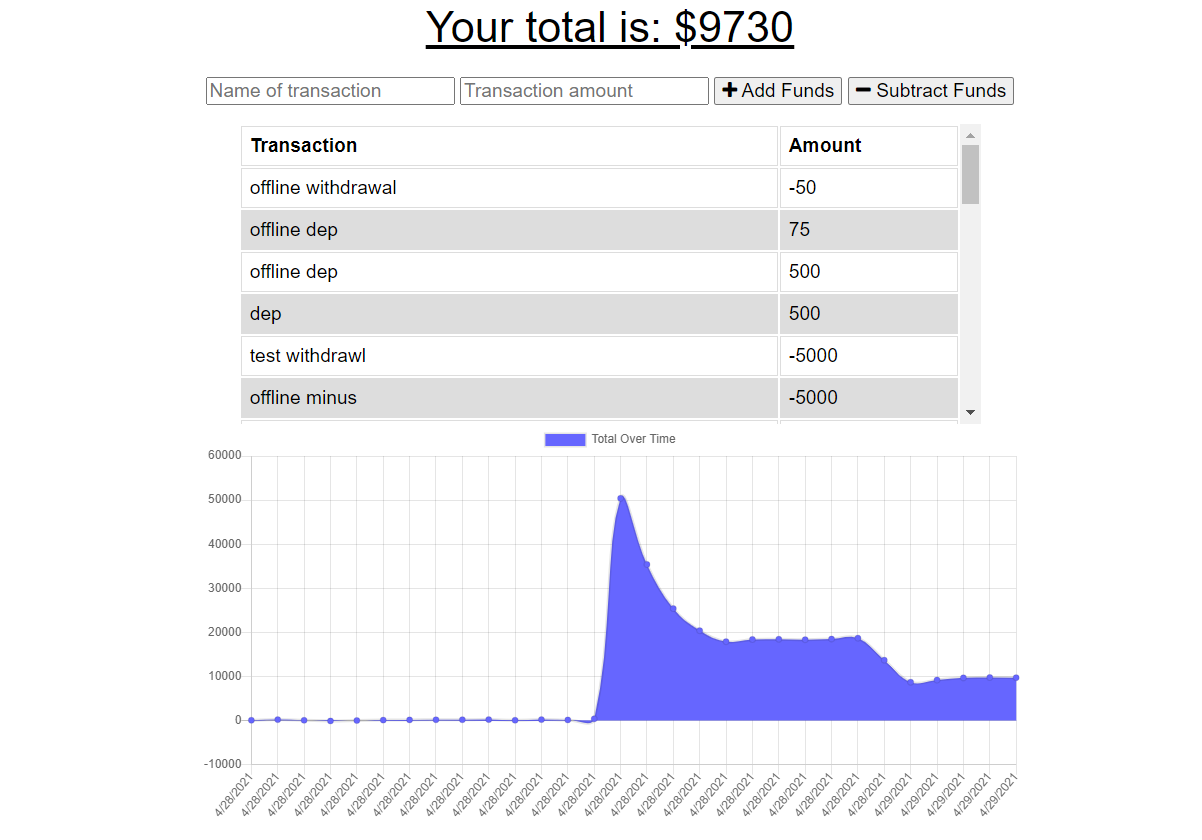 Your total is: $9730
Name of transaction Transaction amount Add Funds Subtract Funds
Transaction Amount
offline withdrawal -50
offline dep 75
offline dep 500
dep 500
test withdrawl -5000
offline minus -5000
Total Over Time
60000
50000
40000
30000
20000
10000
0
-10000
4/28/2021 4/28/2021 4/28/2021 4/28/2021 4/28/2021 4/28/2021 4/28/2021 4/28/2021 4/28/2021 4/28/2021 4/28/2021 4/28/2021 4/28/2021 4/28/2021 4/28/2021 4/28/2021 4/28/2021 4/28/2021 4/28/2021 4/28/2021 4/28/2021 4/28/2021 4/28/2021 4/28/2021 4/28/2021 4/29/2021 4/29/2021 4/29/2021 4/29/2021 4/29/2021